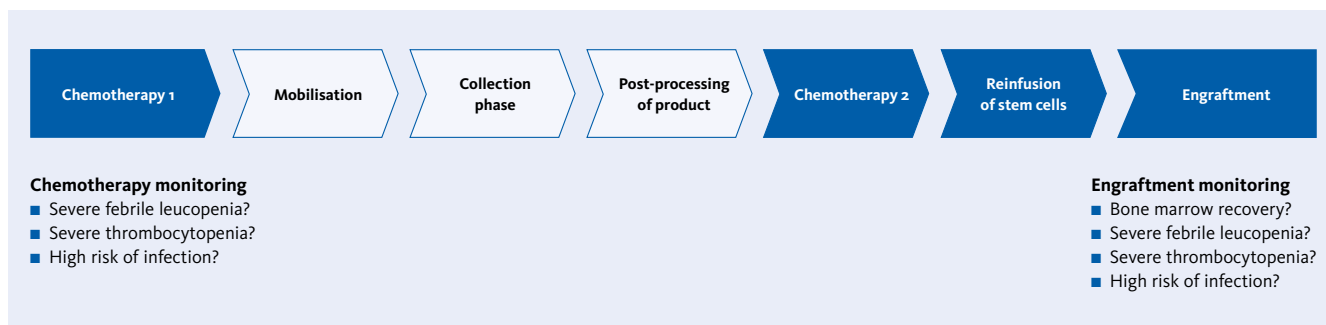 Chemotherapy 1
Mobilisation
Collection
phase
Post-processing
of product
Chemotherapy 2
Reinfusion
of stem cells
Engraftment
Chemotherapy monitoring
■ Severe febrile leucopenia?
■ Severe thrombocytopenia?
■ High risk of infection?
Engraftment monitoring
■ Bone marrow recovery?
■ Severe febrile leucopenia?
■ Severe thrombocytopenia?
■ High risk of infection?